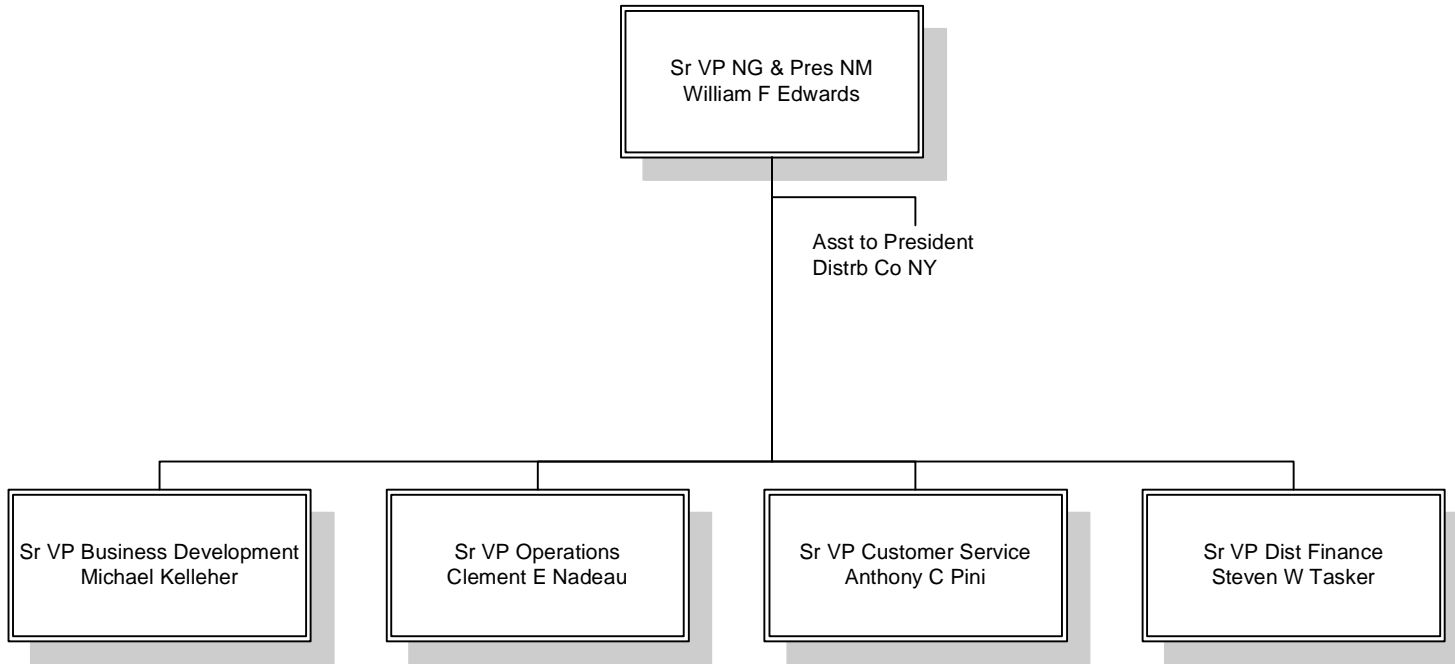 Sr VP NG & Pres NM
William F Edwards
Asst to President
Distrb Co NY
Sr VP Business Development
Michael Kelleher
Sr VP Operations
Clement E Nadeau
Sr VP Customer Service
Anthony C Pini
Sr VP Dist Finance
Steven W Tasker